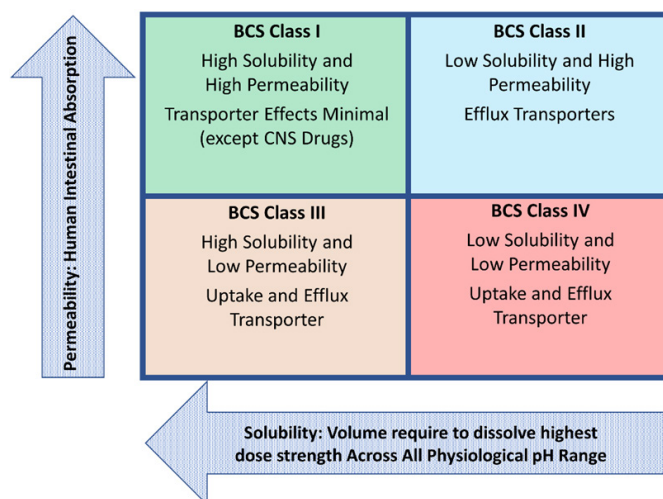 Permeability: Human Intestinal Absorption
BCS Class I
High Solubility and
High Permeability
Transporter Effects Minimal
(except CNS Drugs)
BCS Class II
Low Solubility and High
Permeability
Efflux Transporters
BCS Class III
High Solubility and
Low Permeability
Uptake and Efflux
Transporter
BCS Class IV
Low Solubility and
Low Permeability
Uptake and Efflux
Transporter
Solubility: Volume require to dissolve highest
dose strength Across All Physiological pH Range